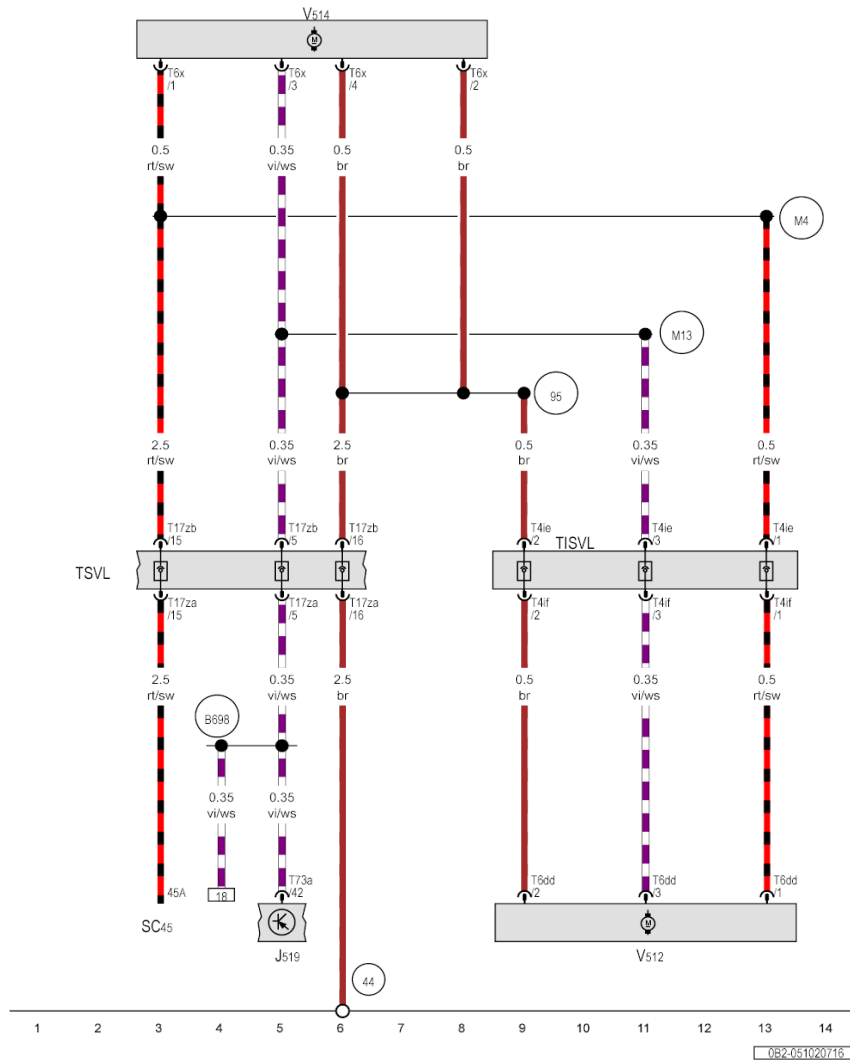 V514
M
T6x T6x T6x T6x
/1 /3 /4 /2
0.5 0.35 0.5 0.5
rt/sw vi/ws br br
M4
M13
95
2.5 0.35 2.5 0.5 0.35 0.5
rt/sw vi/ws br br vi/ws rt/sw
T17zb T17zb T17zb T4ie T4ie T4ie
/15 /5 /16 /2 /3 /1
TISVL
TSVL
T17za T17za T17za T4if T4if T4if
/15 /5 /16 /2 /3 /1
2.5 0.35 2.5 0.5 0.35 0.5
rt/sw vi/ws br br vi/ws rt/sw
B698
0.35 0.35
vi/ws vi/ws
T73a T6dd T6dd T6dd
45A 18 /42 /2 /3 /1
SC45
M
J519 V512
44
1 2 3 4 5 6 7 8 9 10 11 12 13 14
0B2-051020716